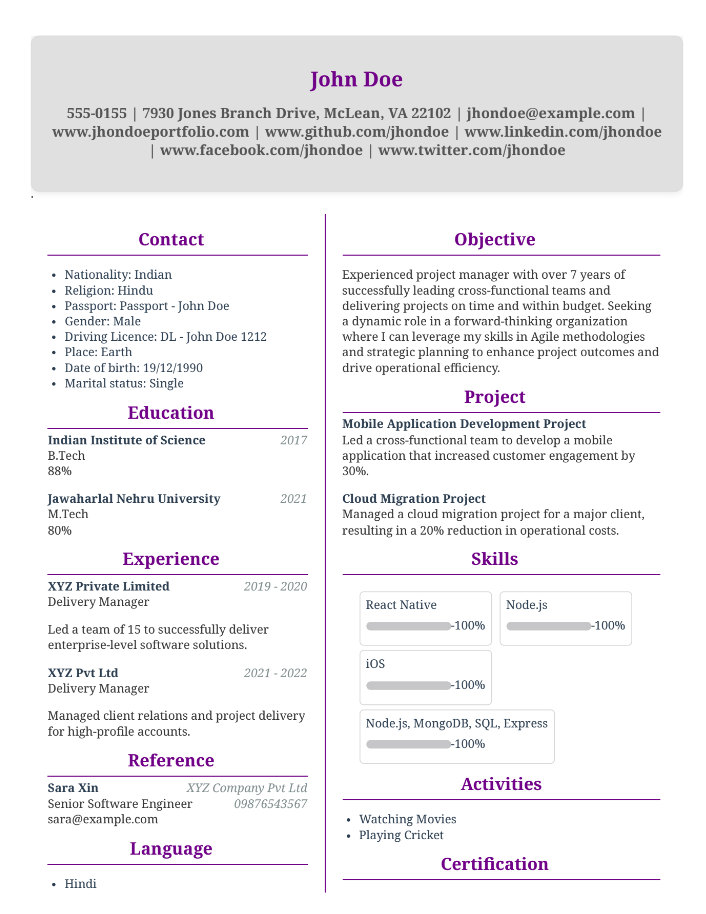 John Doe
555-0155 | 7930 Jones Branch Drive, McLean, VA 22102 | jhondoe@example.com |
www.jhondoeportfolio.com | www.github.com/jhondoe | www.linkedin.com/jhondoe
| www.facebook.com/jhondoe | www.twitter.com/jhondoe
.
Contact
• Nationality: Indian
• Religion: Hindu
• Passport: Passport - John Doe
• Gender: Male
• Driving Licence: DL - John Doe 1212
• Place: Earth
• Date of birth: 19/12/1990
• Marital status: Single
Education
Indian Institute of Science 2017
B.Tech
88%
Jawaharlal Nehru University 2021
M.Tech
80%
Experience
XYZ Private Limited 2019 - 2020
Delivery Manager
Led a team of 15 to successfully deliver
enterprise-level software solutions.
XYZ Pvt Ltd 2021 - 2022
Delivery Manager
Managed client relations and project delivery
for high-profile accounts.
Reference
Sara Xin XYZ Company Pvt Ltd
Senior Software Engineer 09876543567
sara@example.com
Language
• Hindi
Objective
Experienced project manager with over 7 years of
successfully leading cross-functional teams and
delivering projects on time and within budget. Seeking
a dynamic role in a forward-thinking organization
where I can leverage my skills in Agile methodologies
and strategic planning to enhance project outcomes and
drive operational efficiency.
Project
Mobile Application Development Project
Led a cross-functional team to develop a mobile
application that increased customer engagement by
30%.
Cloud Migration Project
Managed a cloud migration project for a major client,
resulting in a 20% reduction in operational costs.
Skills
React Native
-100%
Node.js
-100%
iOS
-100%
Node.js, MongoDB, SQL, Express
-100%
Activities
• Watching Movies
• Playing Cricket
Certification